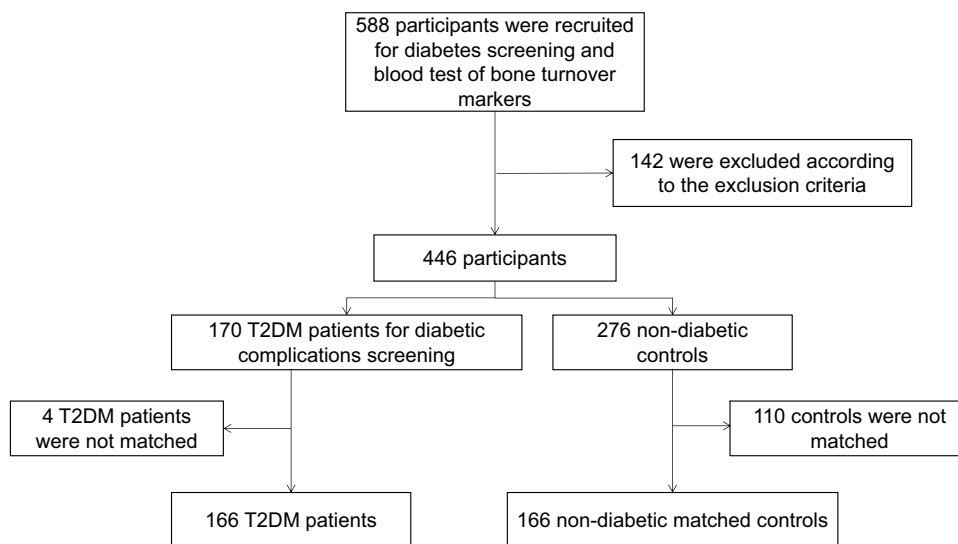 588 participants were recruited
for diabetes screening and
blood test of bone turnover
markers
142 were excluded according
to the exclusion criteria
446 participants
170 T2DM patients for diabetic
complications screening
276 non-diabetic
controls
4 T2DM patients
were not matched
110 controls were not
matched
166 T2DM patients
166 non-diabetic matched controls